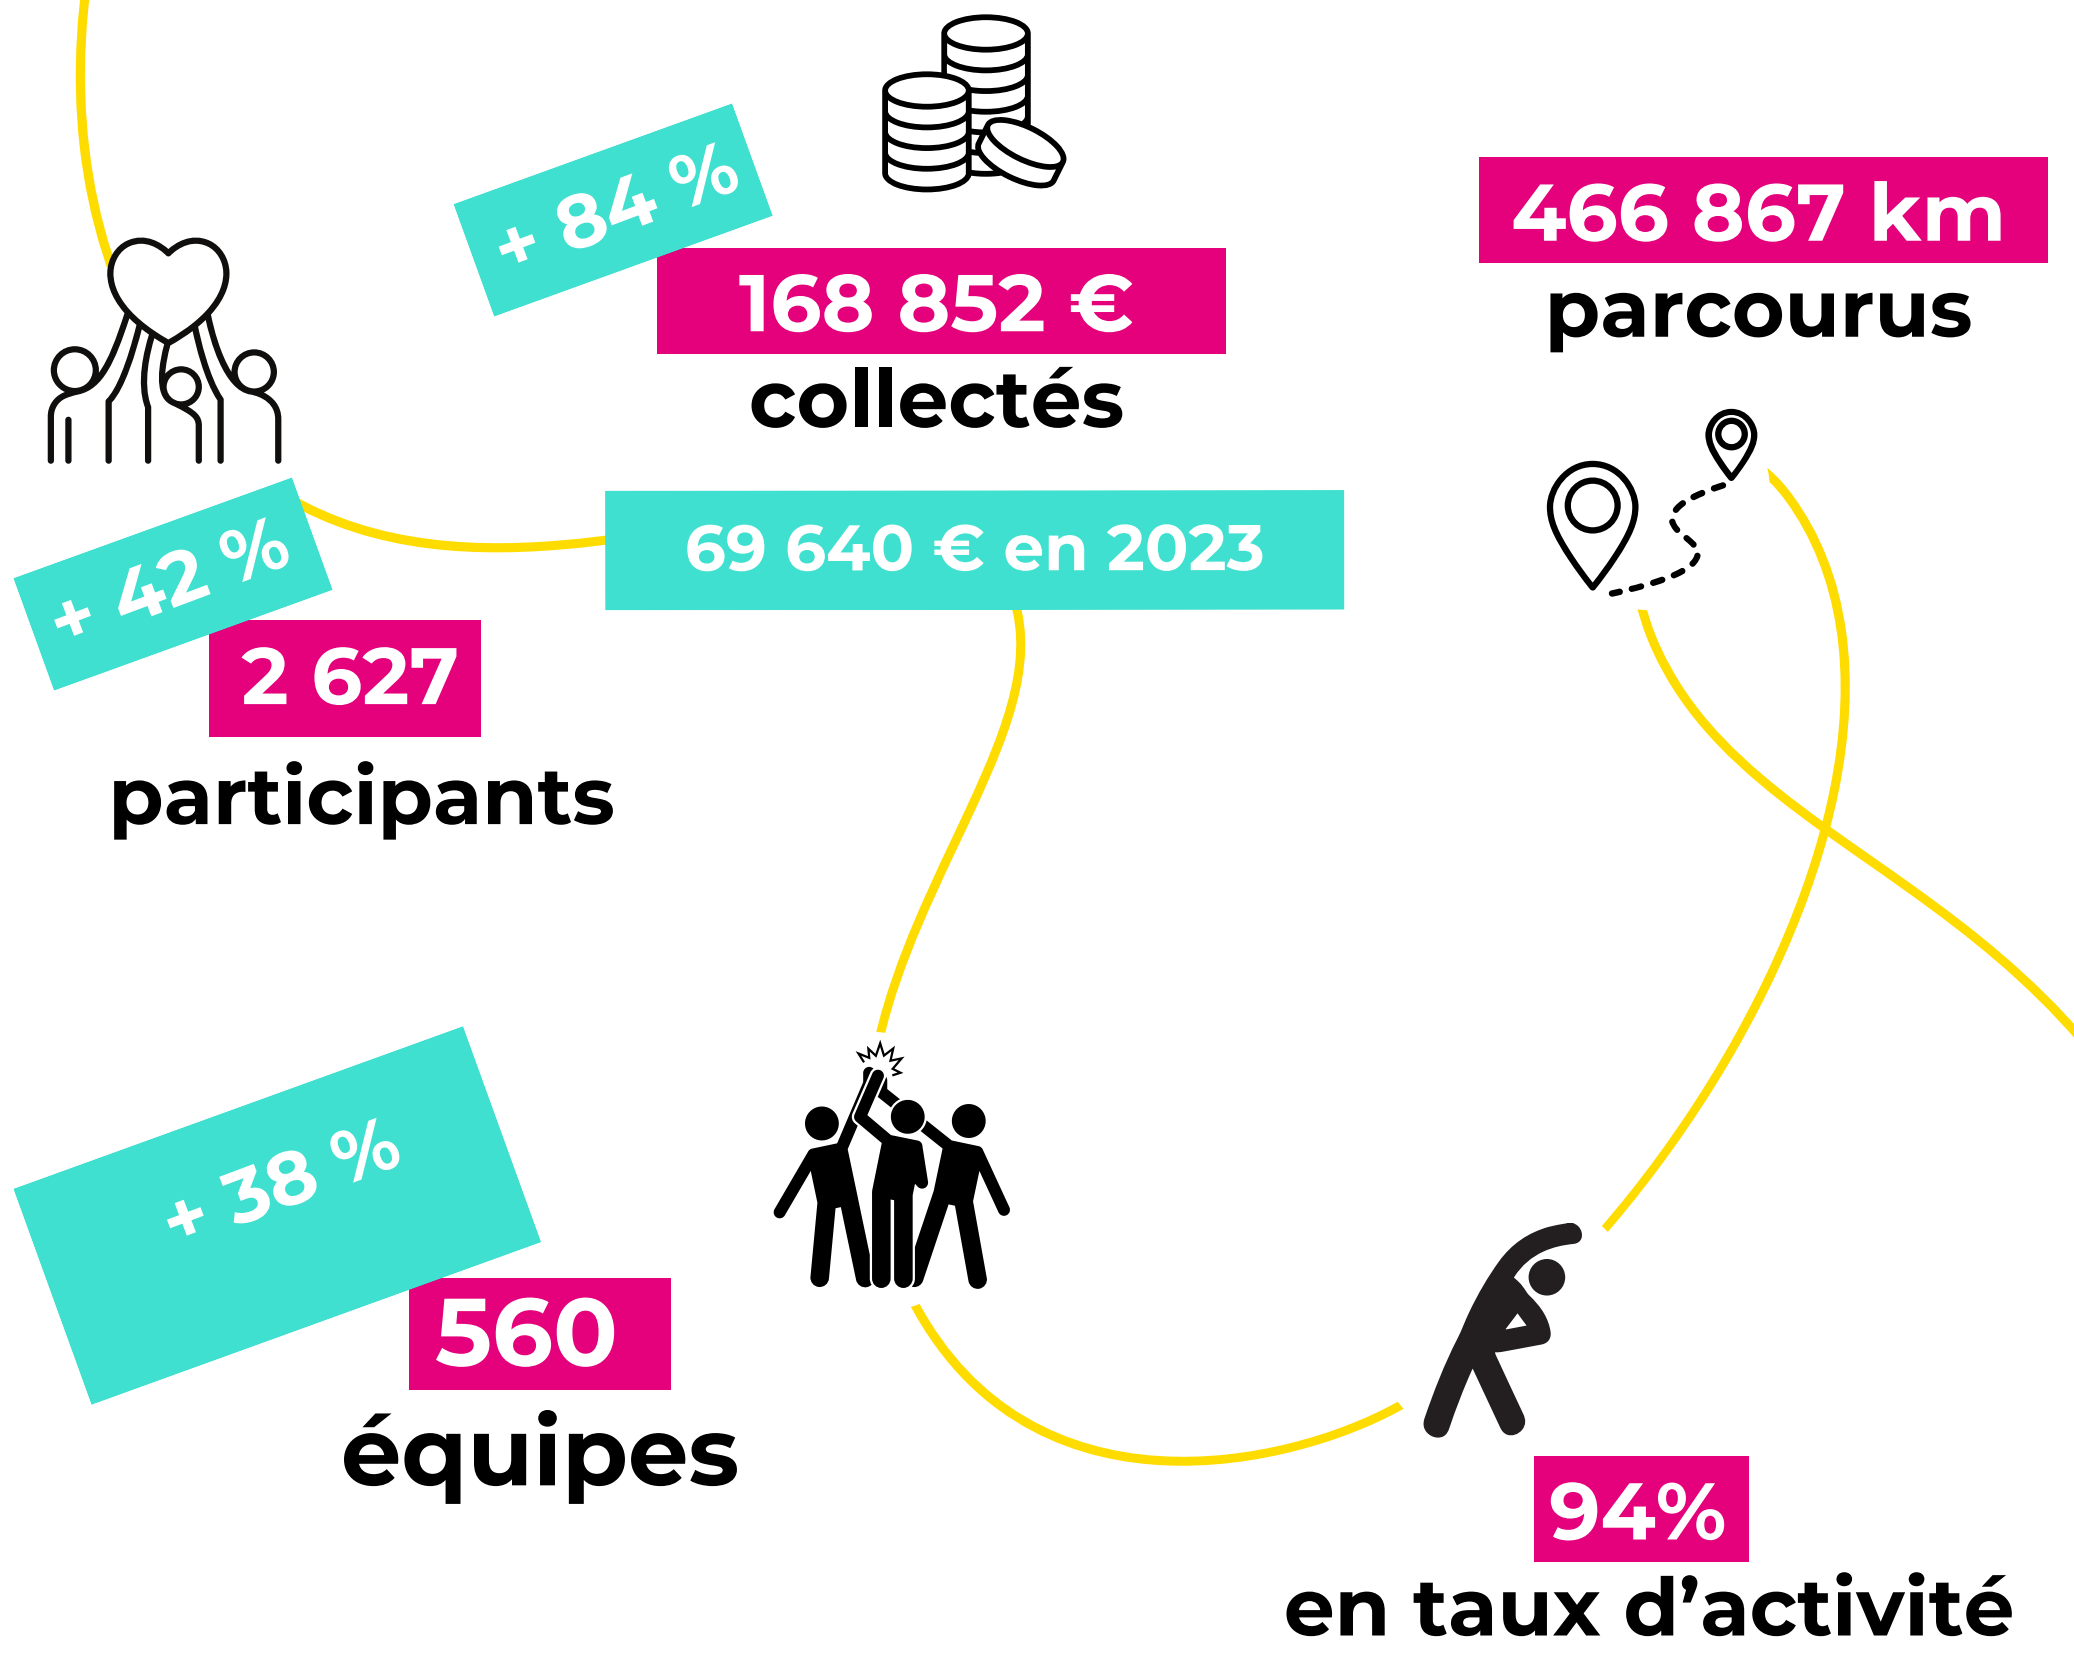 + 84 %
168 852 €
collectés
69 640 € en 2023
466 867 km
parcourus
+ 42 %
2 627
participants
+ 38 %
560
équipes
94%
en taux d’activité